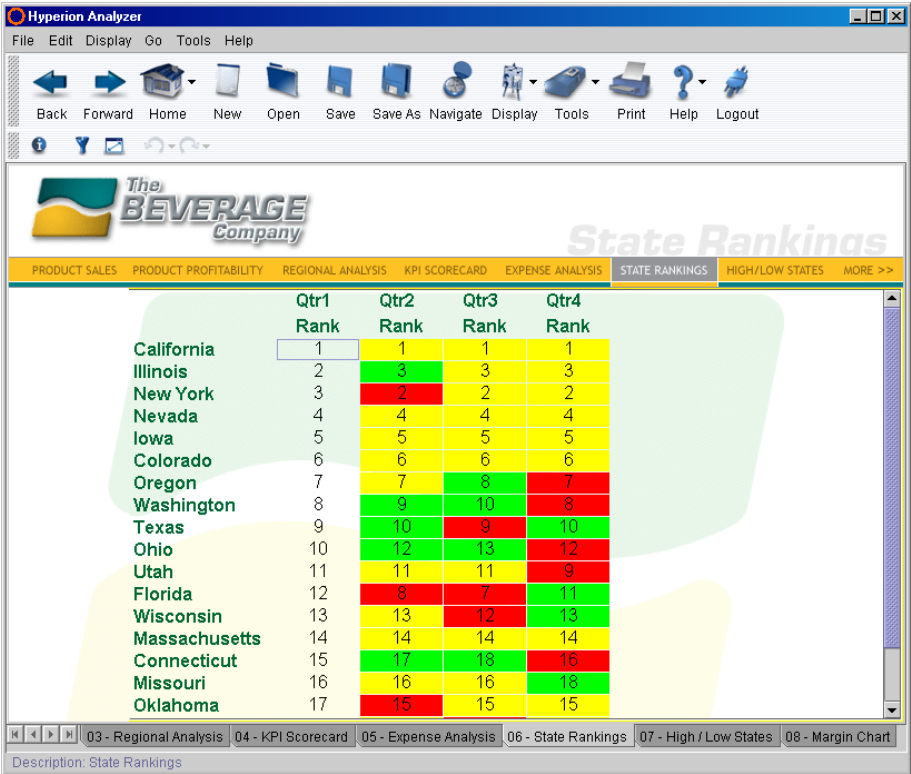 Hyperion Analyzer
File Edit Display Go Tools Help
Back Forward Home New Open Save Save As Navigate Display Tools Print Help Logout
The
BEVERAGE
Company
State Rankings
PRODUCT SALES PRODUCT PROFITABILITY REGIONAL ANALYSIS KPI SCORECARD EXPENSE ANALYSIS STATE RANKINGS HIGH/LOW STATES MORE >>
Qtr1 Qtr2 Qtr3 Qtr4
Rank Rank Rank Rank
California 1 1 1 1
Illinois 2 3 3 3
New York 3 2 2 2
Nevada 4 4 4 4
Iowa 5 5 5 5
Colorado 6 6 6 6
Oregon 7 7 8 7
Washington 8 9 10 8
Texas 9 10 9 10
Ohio 10 12 13 12
Utah 11 11 11 9
Florida 12 8 7 11
Wisconsin 13 13 12 13
Massachusetts 14 14 14 14
Connecticut 15 17 18 16
Missouri 16 16 16 18
Oklahoma 17 15 15 15
03 - Regional Analysis 04 - KPI Scorecard 05 - Expense Analysis 06 - State Rankings 07 - High / Low States 08 - Margin Chart
Description: State Rankings